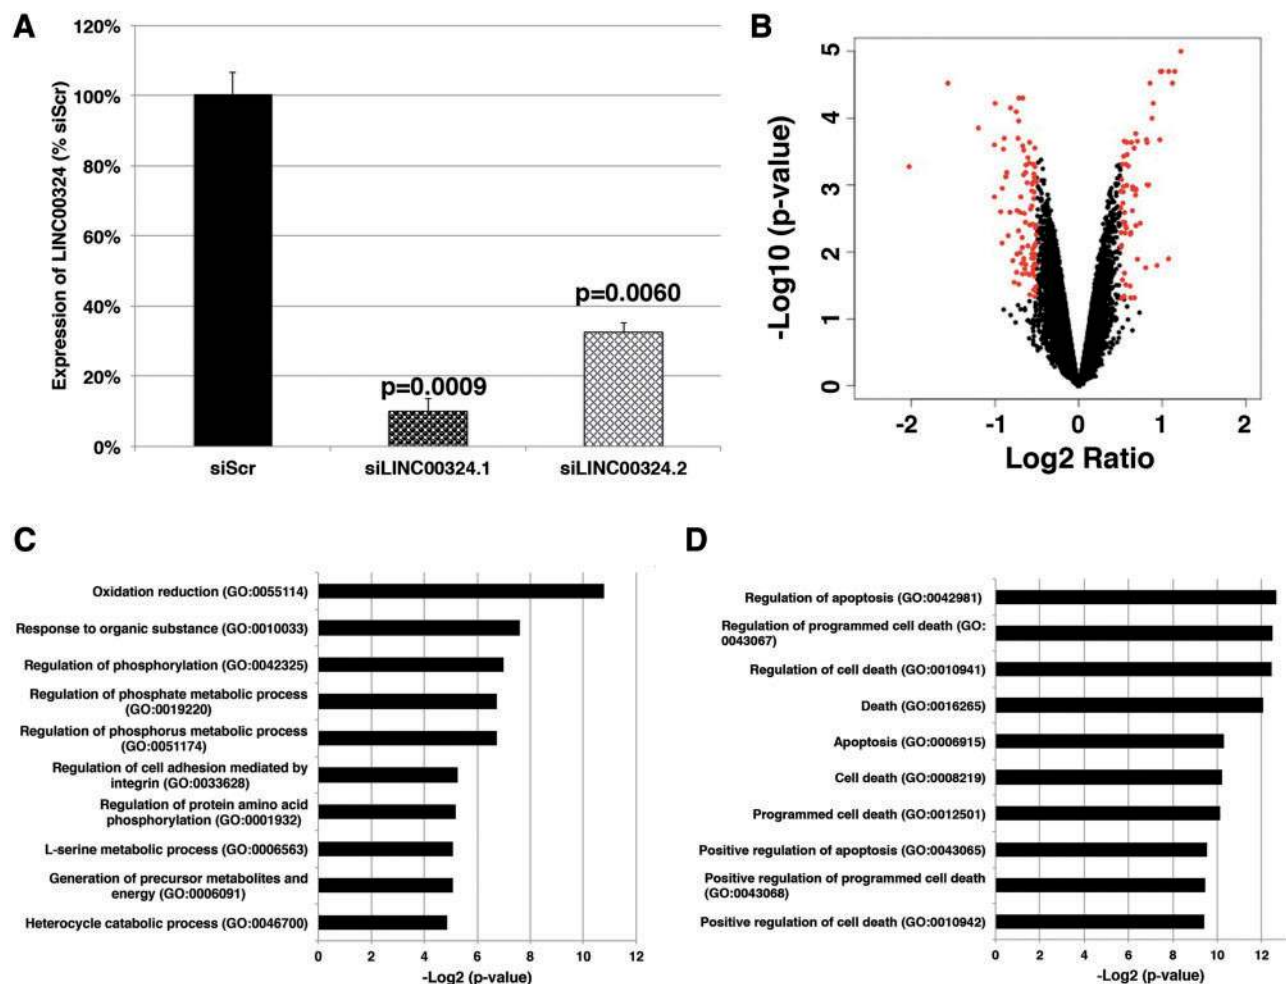 A
120%
100%
80%
60%
40%
20%
0%
Expression of LINC00324 (% siScr)
p=0.0009
p=0.0060
siScr
siLINC00324.1
siLINC00324.2
B
5
4
3
2
1
0
-Log10 (p-value)
-2
-1
0
1
2
Log2 Ratio
C
Oxidation reduction (GO:0055114)
Response to organic substance (GO:0010033)
Regulation of phosphorylation (GO:0042325)
Regulation of phosphate metabolic process
(GO:0019220)
Regulation of phosphorus metabolic process
(GO:0051174)
Regulation of cell adhesion mediated by
integrin (GO:0033628)
Regulation of protein amino acid
phosphorylation (GO:0001932)
L-serine metabolic process (GO:0006563)
Generation of precursor metabolites and
energy (GO:0006091)
Heterocycle catabolic process (GO:0046700)
0 2 4 6 8 10 12
-Log2 (p-value)
D
Regulation of apoptosis (GO:0042981)
Regulation of programmed cell death (GO:
0043067)
Regulation of cell death (GO:0010941)
Death (GO:0016265)
Apoptosis (GO:0006915)
Cell death (GO:0008219)
Programmed cell death (GO:0012501)
Positive regulation of apoptosis (GO:0043065)
Positive regulation of programmed cell death
(GO:0043068)
Positive regulation of cell death (GO:0010942)
0 2 4 6 8 10 12
-Log2 (p-value)